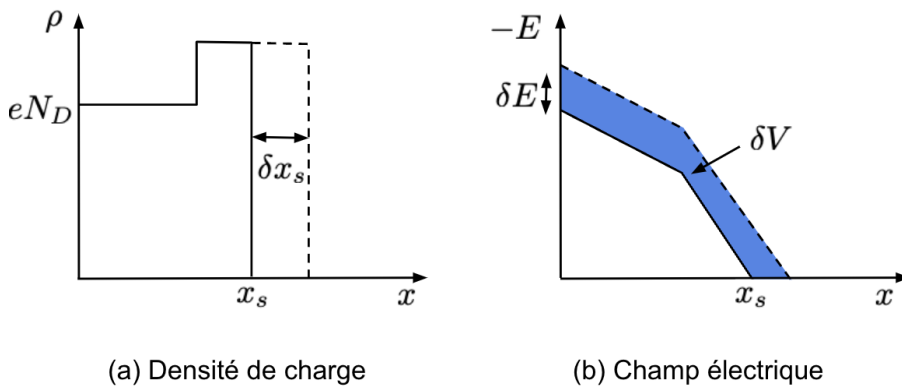 ρ
eN_D
δx_s
x_s
x
(a) Densité de charge
−E
δE
δV
x_s
x
(b) Champ électrique